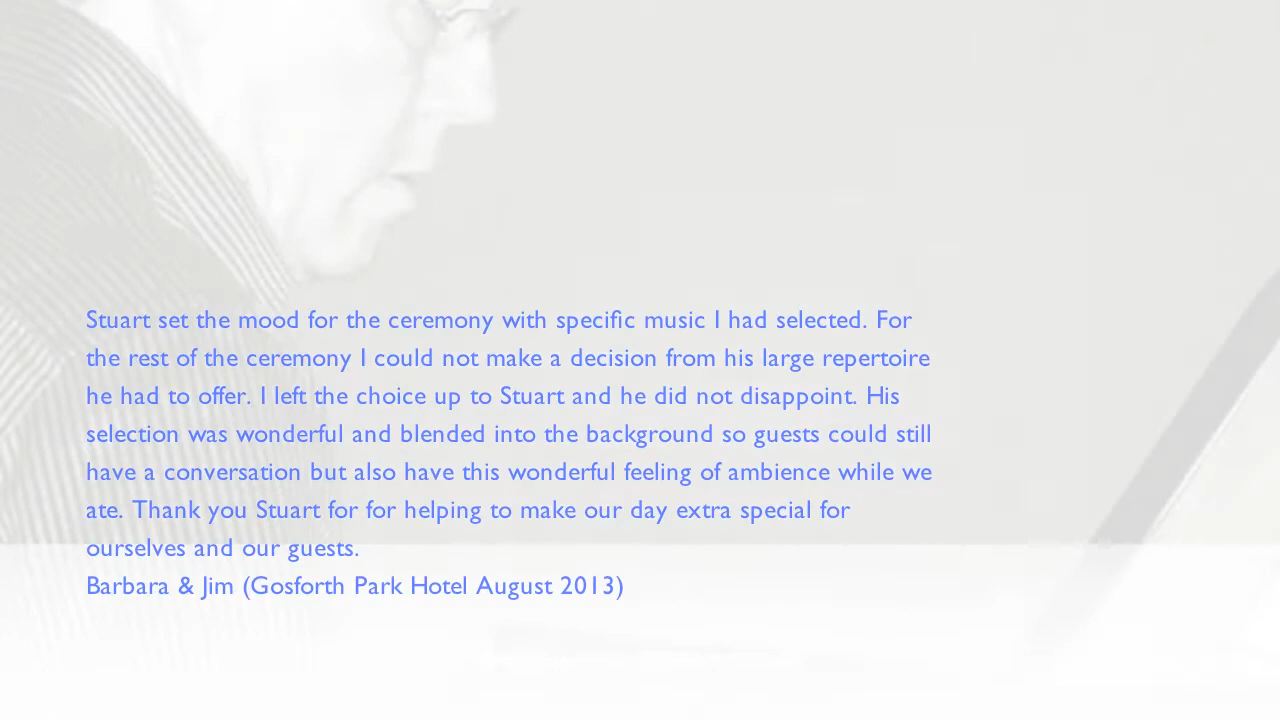 Stuart set the mood for the ceremony with specific music I had selected. For
the rest of the ceremony I could not make a decision from his large repertoire
he had to offer. I left the choice up to Stuart and he did not disappoint. His
selection was wonderful and blended into the background so guests could still
have a conversation but also have this wonderful feeling of ambience while we
ate. Thank you Stuart for for helping to make our day extra special for
ourselves and our guests.
Barbara & Jim (Gosforth Park Hotel August 2013)